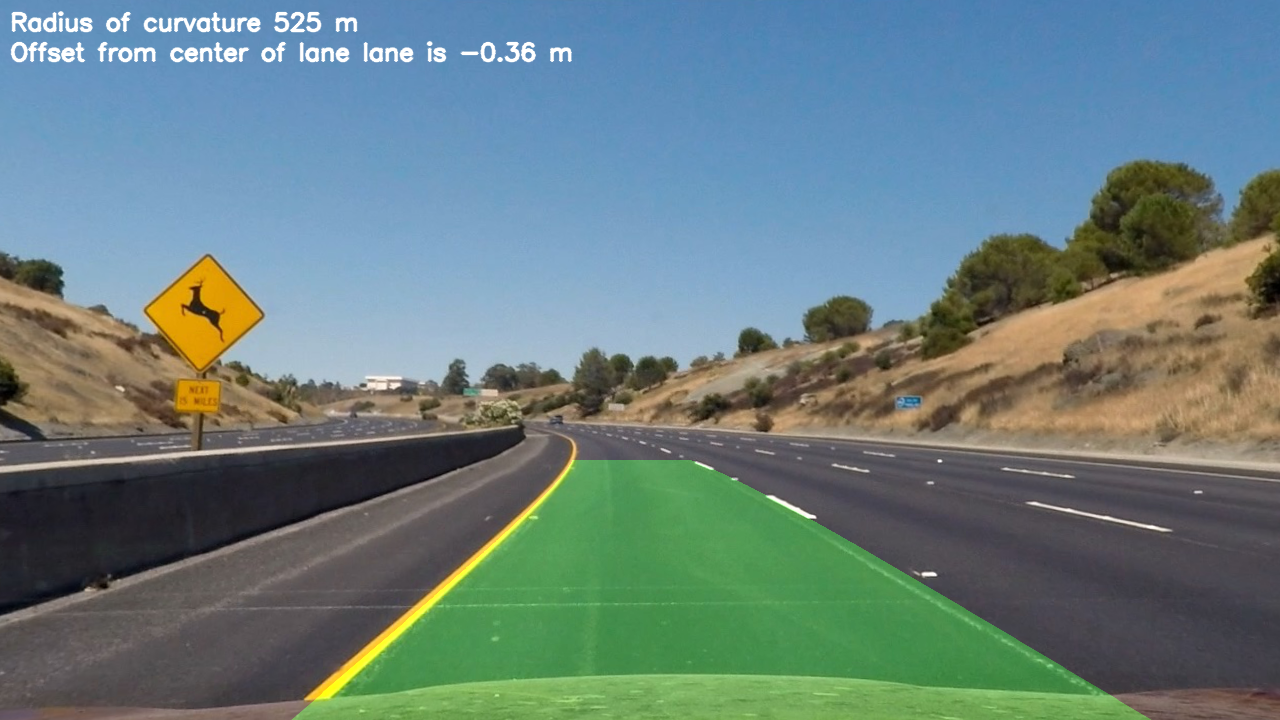 Radius of curvature 525 m
Offset from center of lane lane is -0.36 m
NEXT
15 MILES